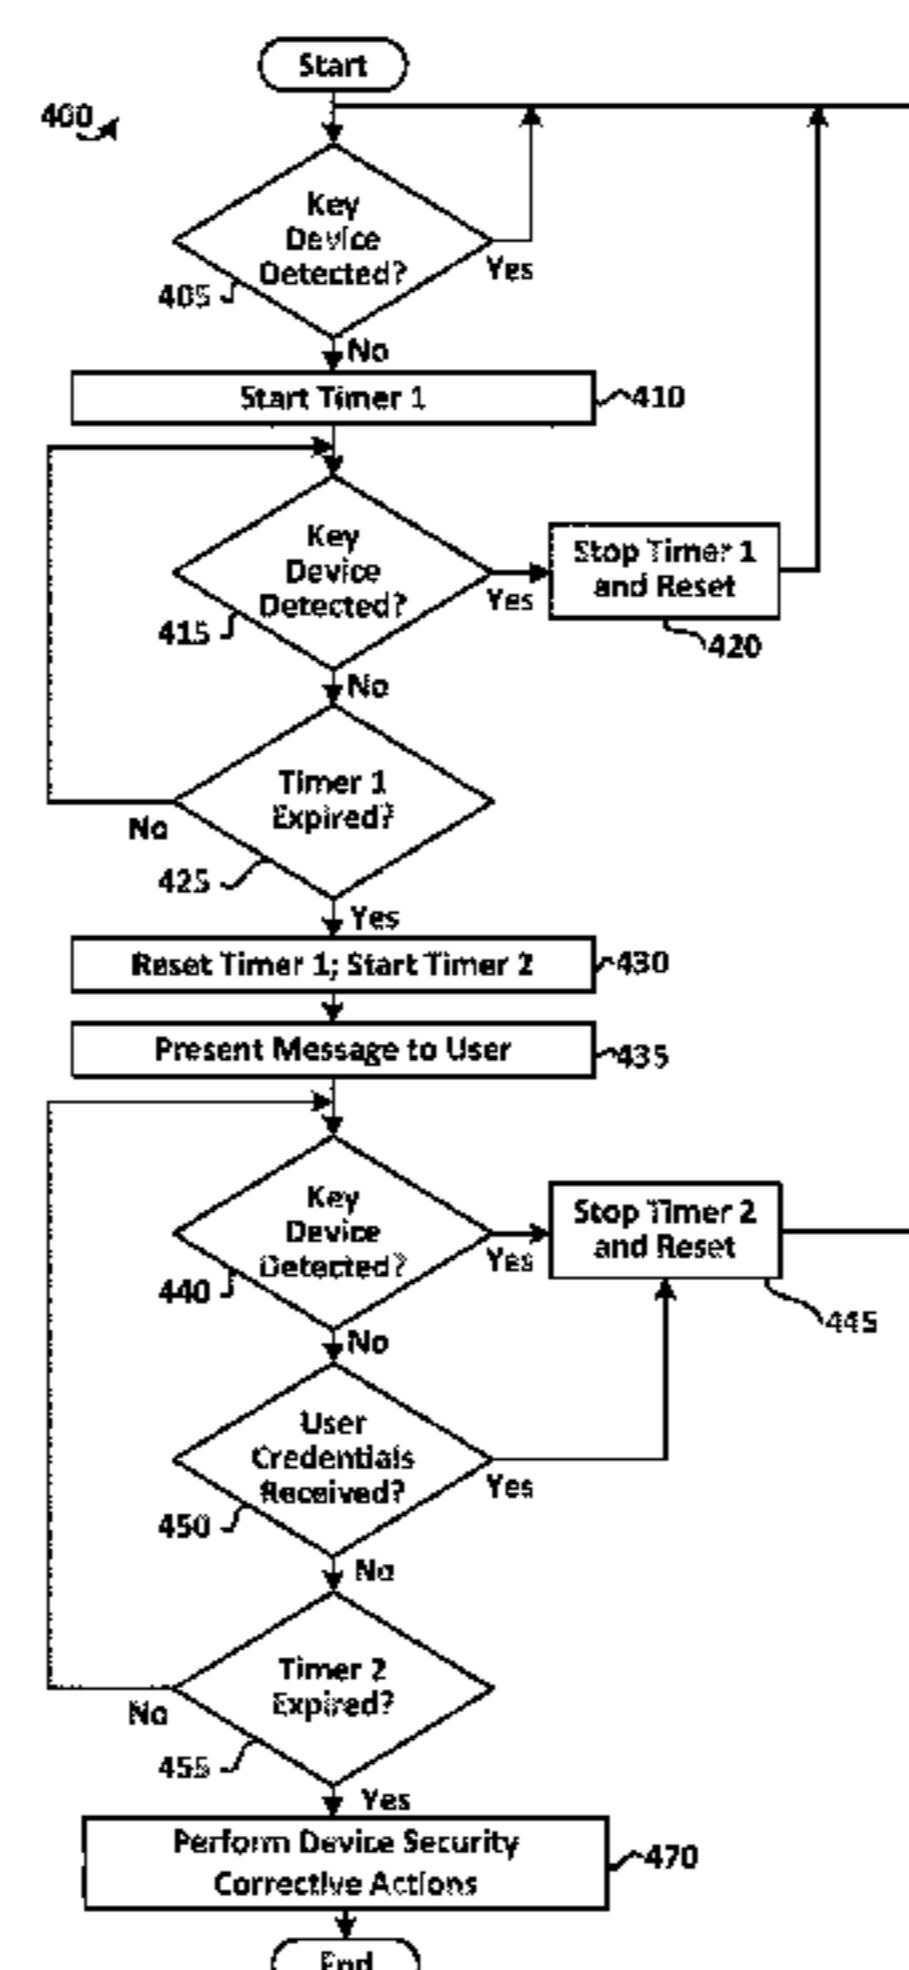 Start
400
Key
Device
Detected?
405
Yes
No
Start Timer 1
410
Key
Device
Detected?
415
Yes
Stop Timer 1
and Reset
420
No
Timer 1
Expired?
No
425
Yes
Reset Timer 1; Start Timer 2
430
Present Message to User
435
Key
Device
Detected?
440
Yes
Stop Timer 2
and Reset
445
No
User
Credentials
Received?
450
Yes
No
Timer 2
Expired?
No
455
Yes
Perform Device Security
Corrective Actions
470
End